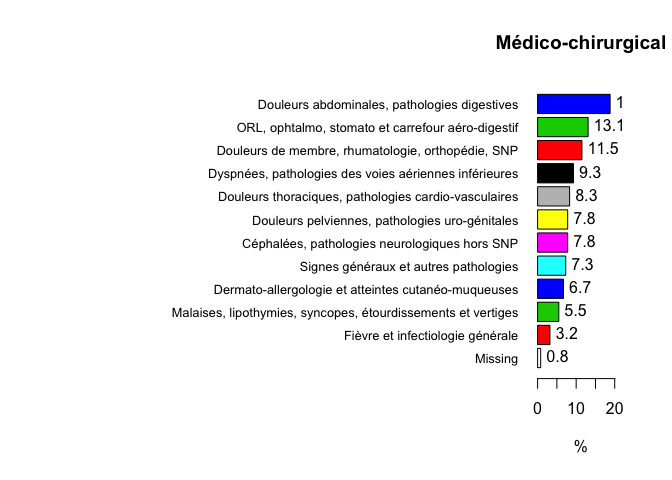 Médico-chirurgical
Douleurs abdominales, pathologies digestives 1
ORL, ophtalmo, stomato et carrefour aéro-digestif 13.1
Douleurs de membre, rhumatologie, orthopédie, SNP 11.5
Dyspnées, pathologies des voies aériennes inférieures 9.3
Douleurs thoraciques, pathologies cardio-vasculaires 8.3
Douleurs pelviennes, pathologies uro-génitales 7.8
Céphalées, pathologies neurologiques hors SNP 7.8
Signes généraux et autres pathologies 7.3
Dermato-allergologie et atteintes cutanéo-muqueuses 6.7
Malaises, lipothymies, syncopes, étourdissements et vertiges 5.5
Fièvre et infectiologie générale 3.2
Missing 0.8
0 10 20
%